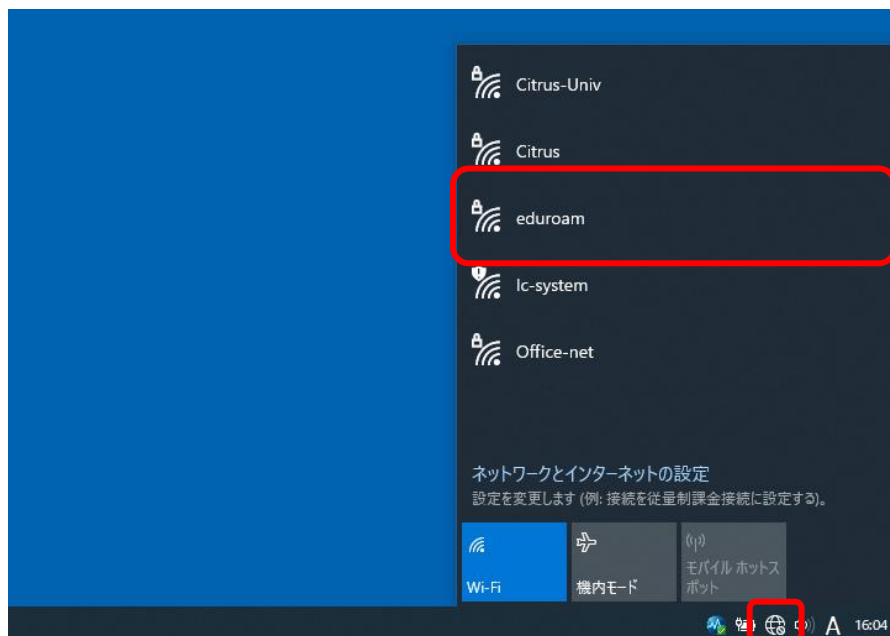 Citrus-Univ
Citrus
eduroam
lc-system
Office-net
ネットワークとインターネットの設定
設定を変更します (例: 接続を従量制課金接続に設定する)。
Wi-Fi
機内モード
モバイル ホットス
ポット
A 16:04